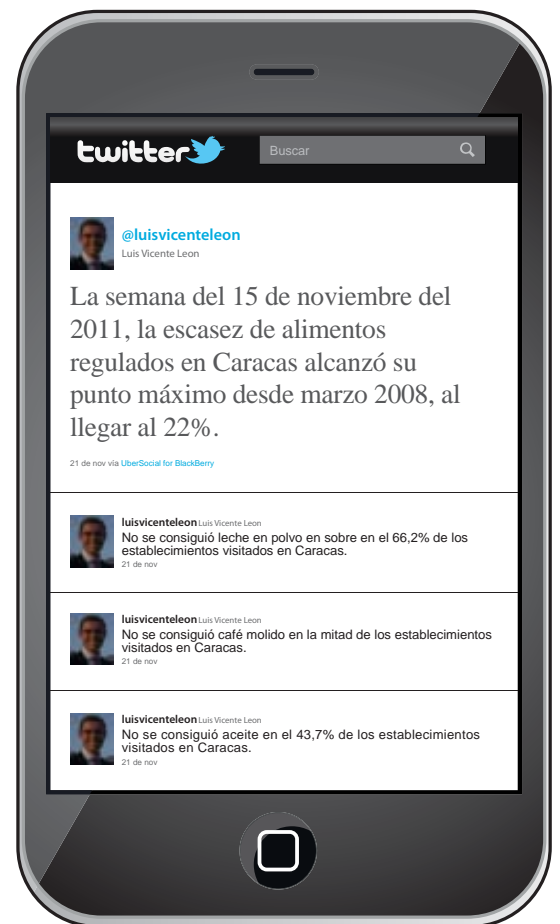 twitter
Buscar
@luisvicenteleon
Luis Vicente Leon
La semana del 15 de noviembre del
2011, la escasez de alimentos
regulados en Caracas alcanzó su
punto máximo desde marzo 2008, al
llegar al 22%.
21 de nov vía UberSocial for BlackBerry
luisvicenteleon Luis Vicente Leon
No se consiguió leche en polvo en sobre en el 66,2% de los
establecimientos visitados en Caracas.
21 de nov
luisvicenteleon Luis Vicente Leon
No se consiguió café molido en la mitad de los establecimientos
visitados en Caracas.
21 de nov
luisvicenteleon Luis Vicente Leon
No se consiguió aceite en el 43,7% de los establecimientos
visitados en Caracas.
21 de nov